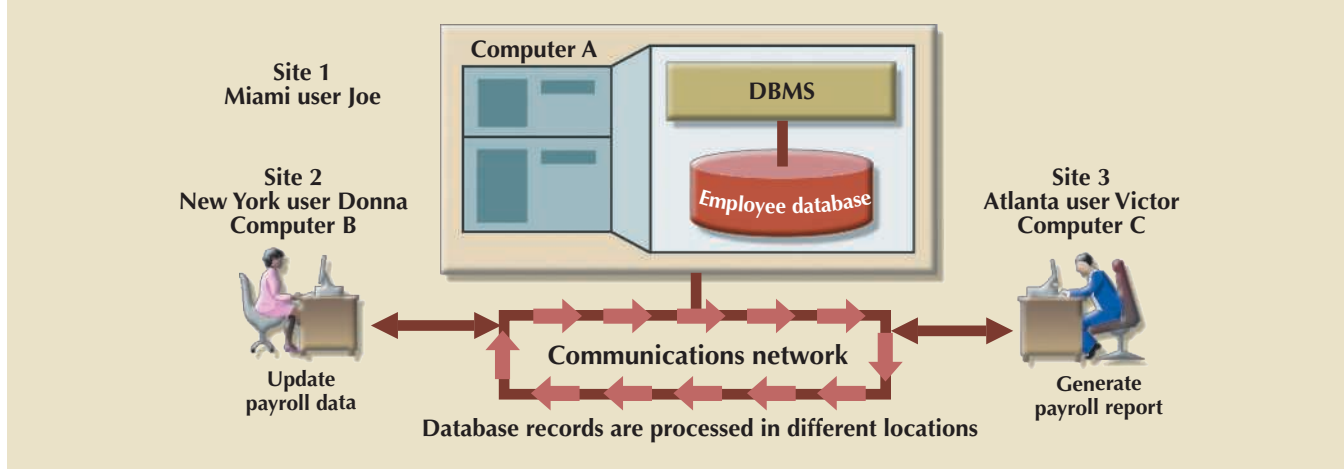 Computer A
Site 1
Miami user Joe
DBMS
Employee database
Site 2
New York user Donna
Computer B
Site 3
Atlanta user Victor
Computer C
Communications network
Update
payroll data
Generate
payroll report
Database records are processed in different locations